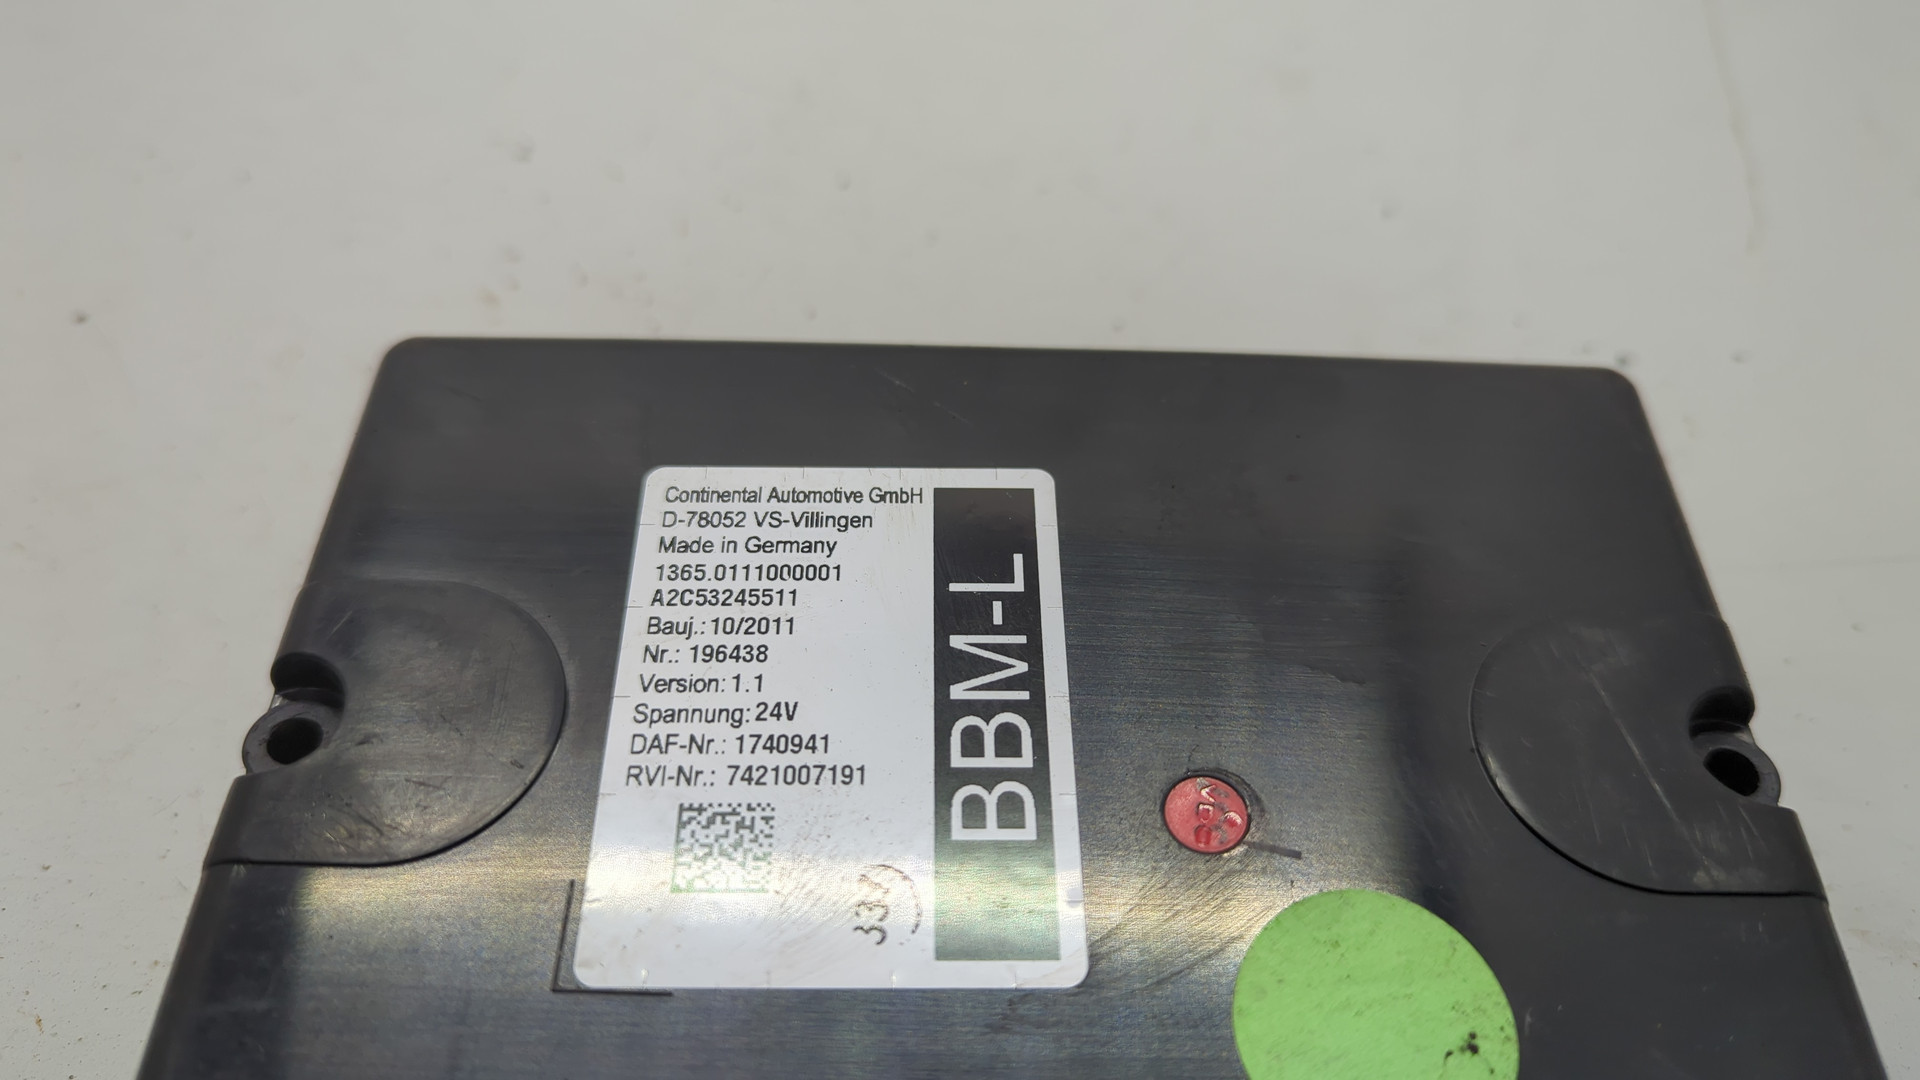 Continental Automotive GmbH
D-78052 VS-Villingen
Made in Germany
1365.0111000001
A2C53245511
Bauj.: 10/2011
Nr.: 196438
Version: 1.1
Spannung: 24V
DAF-Nr.: 1740941
RVI-Nr.: 7421007191
BBM-L
VDO